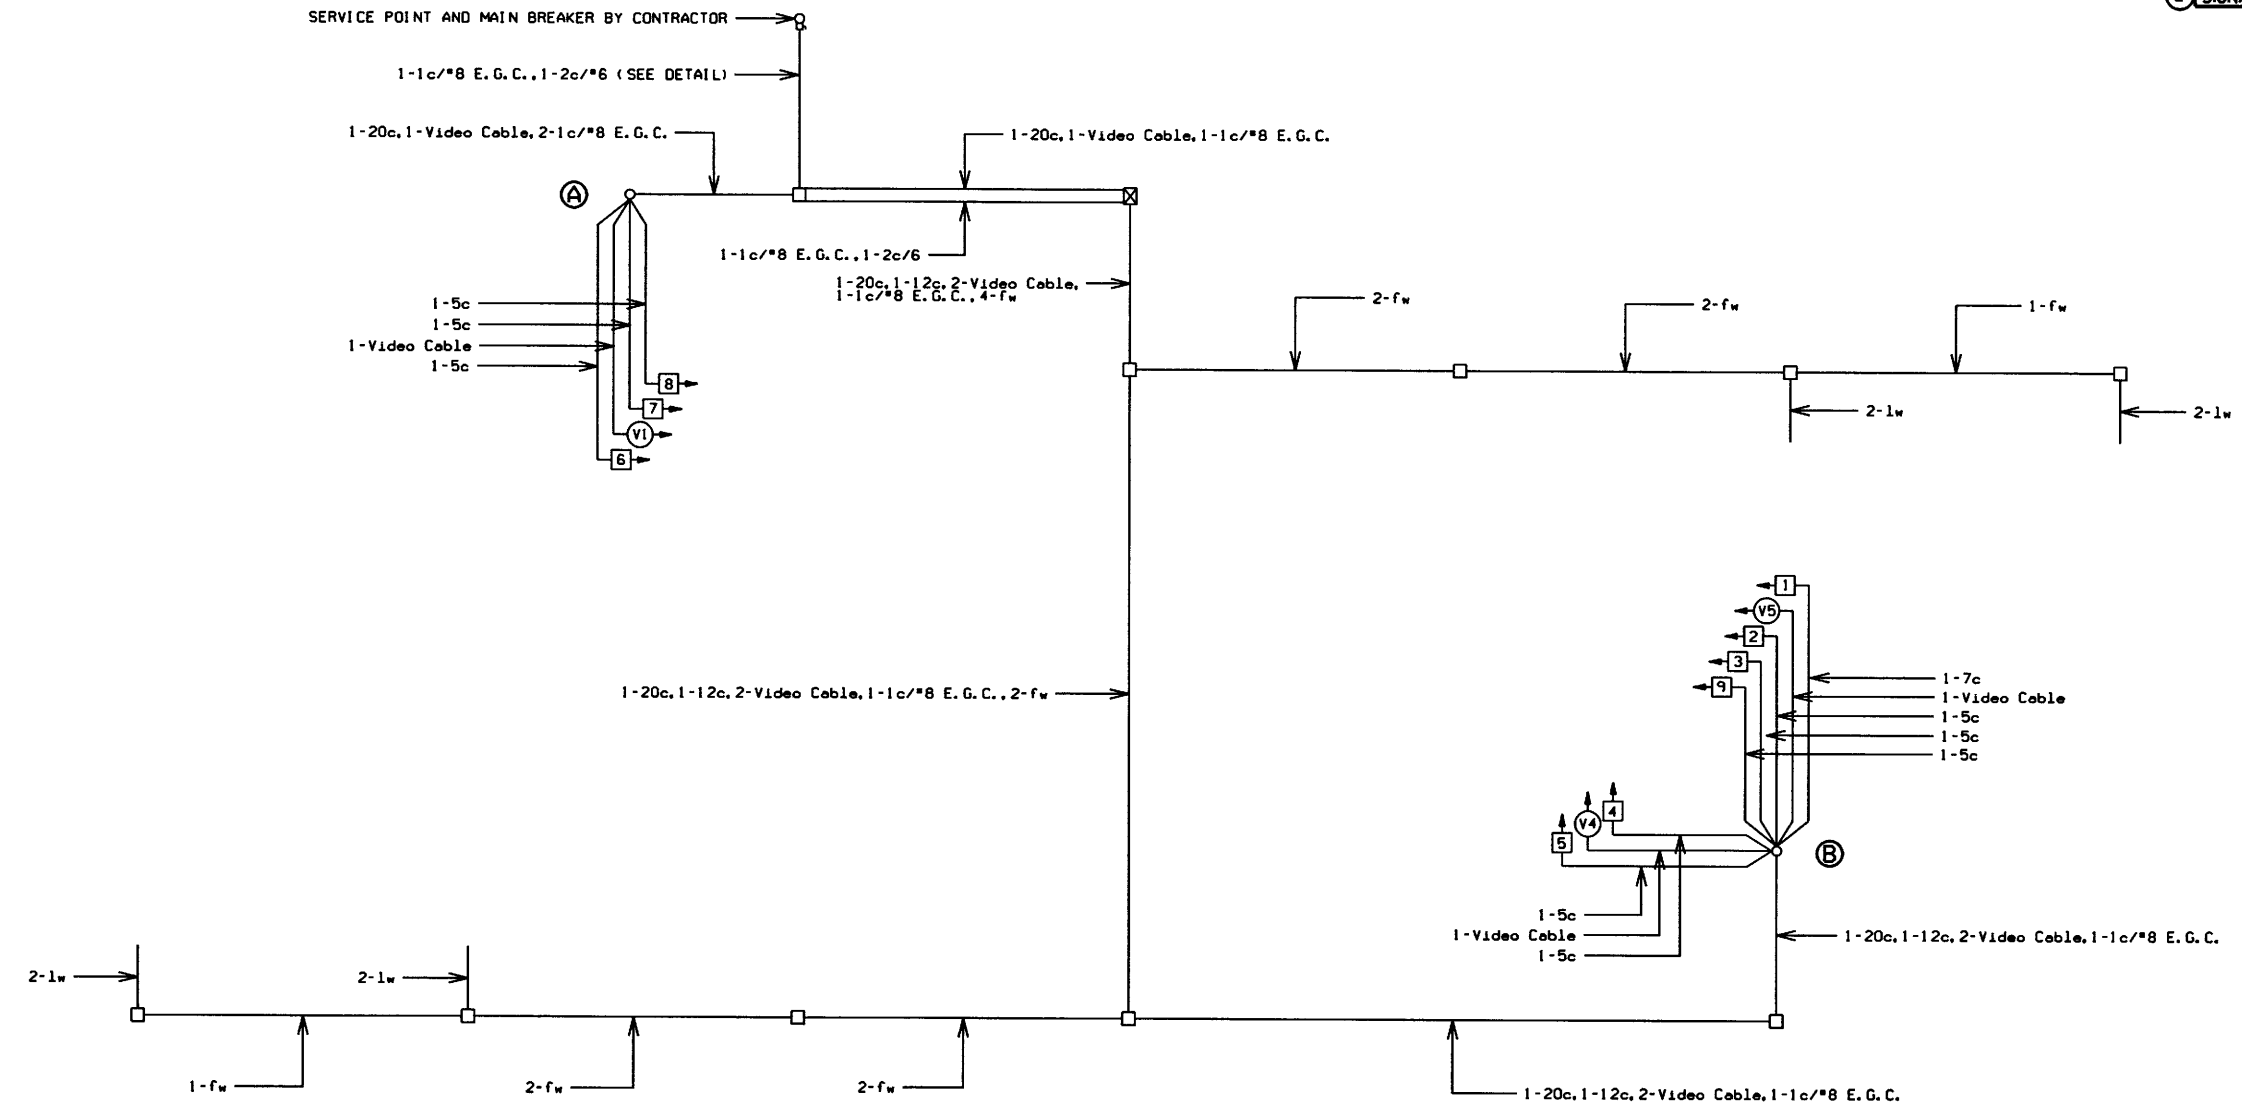 SERVICE POINT AND MAIN BREAKER BY CONTRACTOR
1-1c/#8 E.G.C.,1-2c/#6 (SEE DETAIL)
1-20c,1-Video Cable,2-1c/#8 E.G.C.
1-20c,1-Video Cable,1-1c/#8 E.G.C.
A
1-1c/#8 E.G.C.,1-2c/6
1-20c,1-12c,2-Video Cable,
1-1c/#8 E.G.C.,4-fw
2-fw
2-fw
1-fw
1-5c
1-5c
1-Video Cable
1-5c
8
7
V1
6
2-lw
2-lw
1
V5
2
3
9
1-20c,1-12c,2-Video Cable,1-1c/#8 E.G.C.,2-fw
1-7c
1-Video Cable
1-5c
1-5c
1-5c
4
V4
5
B
1-5c
1-Video Cable
1-5c
1-20c,1-12c,2-Video Cable,1-1c/#8 E.G.C.
2-lw
2-lw
1-fw
2-fw
2-fw
1-20c,1-12c,2-Video Cable,1-1c/#8 E.G.C.